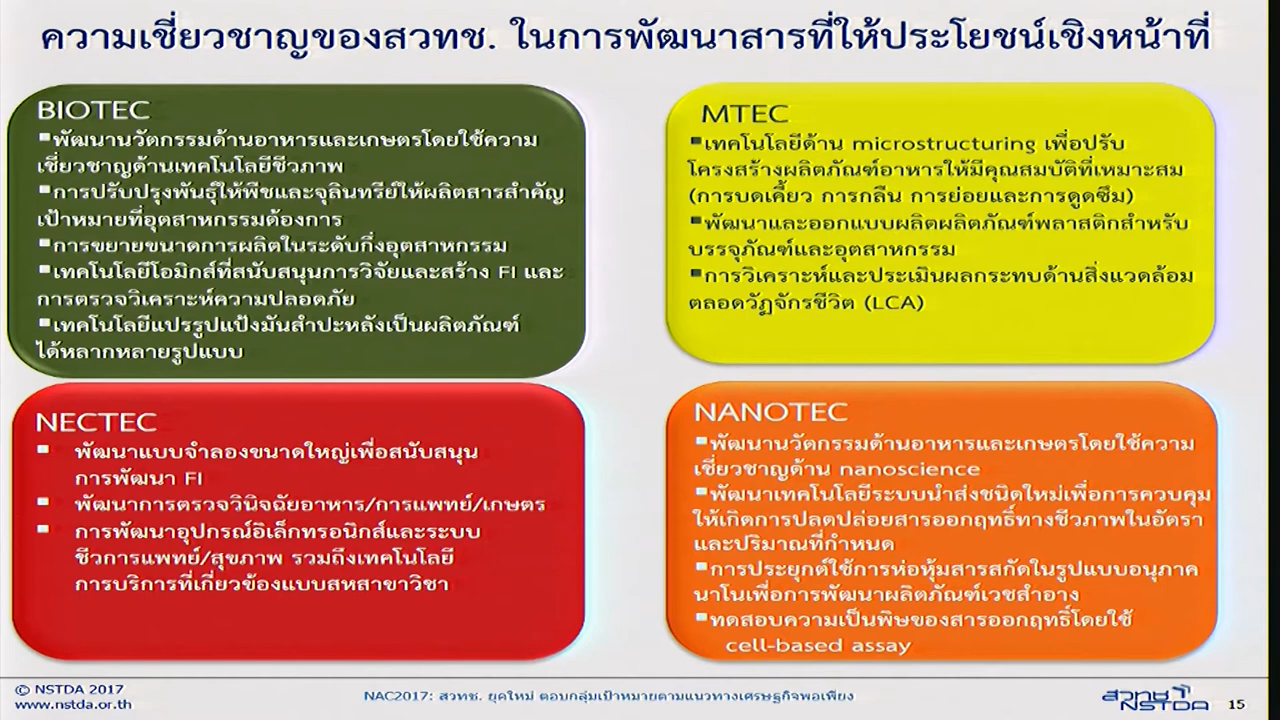 ความเชี่ยวชาญของสวทช. ในการพัฒนาสารที่ให้ประโยชน์เชิงหน้าที่
BIOTEC
▪พัฒนานวัตกรรมด้านอาหารและเกษตรโดยใช้ความ
เชี่ยวชาญด้านเทคโนโลยีชีวภาพ
▪การปรับปรุงพันธุ์ให้พืชและจุลินทรีย์ให้ผลิตสารสำคัญ
เป้าหมายที่อุตสาหกรรมต้องการ
▪การขยายขนาดการผลิตในระดับกึ่งอุตสาหกรรม
▪เทคโนโลยีโอมิกส์ที่สนับสนุนการวิจัยและสร้าง FI และ
การตรวจวิเคราะห์ความปลอดภัย
▪เทคโนโลยีแปรรูปแป้งมันสำปะหลังเป็นผลิตภัณฑ์
ได้หลากหลายรูปแบบ
MTEC
▪เทคโนโลยีด้าน microstructuring เพื่อปรับ
โครงสร้างผลิตภัณฑ์อาหารให้มีคุณสมบัติที่เหมาะสม
(การบดเคี้ยว การกลืน การย่อยและการดูดซึม)
▪พัฒนาและออกแบบผลิตผลิตภัณฑ์พลาสติกสำหรับ
บรรจุภัณฑ์และอุตสาหกรรม
▪การวิเคราะห์และประเมินผลกระทบด้านสิ่งแวดล้อม
ตลอดวัฏจักรชีวิต (LCA)
NECTEC
▪ พัฒนาแบบจำลองขนาดใหญ่เพื่อสนับสนุน
การพัฒนา FI
▪ พัฒนาการตรวจวินิจฉัยอาหาร/การแพทย์/เกษตร
▪ การพัฒนาอุปกรณ์อิเล็กทรอนิกส์และระบบ
ชีวการแพทย์/สุขภาพ รวมถึงเทคโนโลยี
การบริการที่เกี่ยวข้องแบบสหสาขาวิชา
NANOTEC
▪พัฒนานวัตกรรมด้านอาหารและเกษตรโดยใช้ความ
เชี่ยวชาญด้าน nanoscience
▪พัฒนาเทคโนโลยีระบบนำส่งชนิดใหม่เพื่อการควบคุม
ให้เกิดการปลดปล่อยสารออกฤทธิ์ทางชีวภาพในอัตรา
และปริมาณที่กำหนด
▪การประยุกต์ใช้การห่อหุ้มสารสกัดในรูปแบบอนุภาค
นาโนเพื่อการพัฒนาผลิตภัณฑ์เวชสำอาง
▪ทดสอบความเป็นพิษของสารออกฤทธิ์โดยใช้
cell-based assay
© NSTDA 2017
www.nstda.or.th
NAC2017: สวทช. ยุคใหม่ ตอบกลุ่มเป้าหมายตามแนวทางเศรษฐกิจพอเพียง
สวทช
NSTDA
15